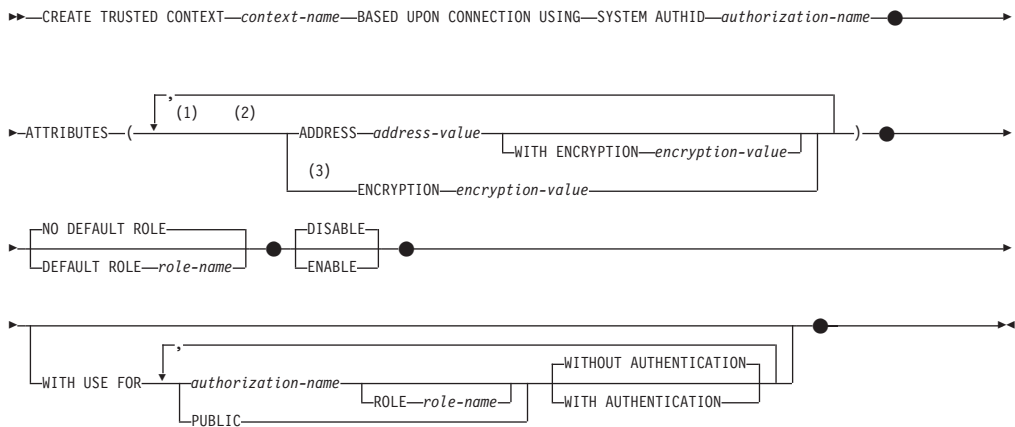 CREATE TRUSTED CONTEXT context-name BASED UPON CONNECTION USING SYSTEM AUTHID authorization-name
,
(1) (2)
ATTRIBUTES ( ADDRESS address-value )
WITH ENCRYPTION encryption-value
(3)
ENCRYPTION encryption-value
NO DEFAULT ROLE DISABLE
DEFAULT ROLE role-name ENABLE
,
WITHOUT AUTHENTICATION
WITH USE FOR authorization-name
ROLE role-name WITH AUTHENTICATION
PUBLIC